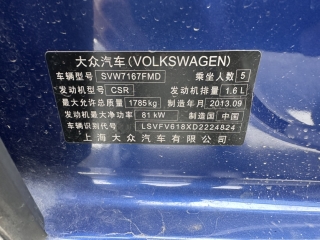 大众汽车(VOLKSWAGEN)
车辆型号 SVW7167FMD 乘坐人数 5
发动机型号 CSR 发动机排量 1.6 L
最大允许总质量 1785kg 制造年月 2013.09
发动机最大净功率 81 kW 制造国 中国
车辆识别代号 LSVFV618XD2224824
上海大众汽车有限公司